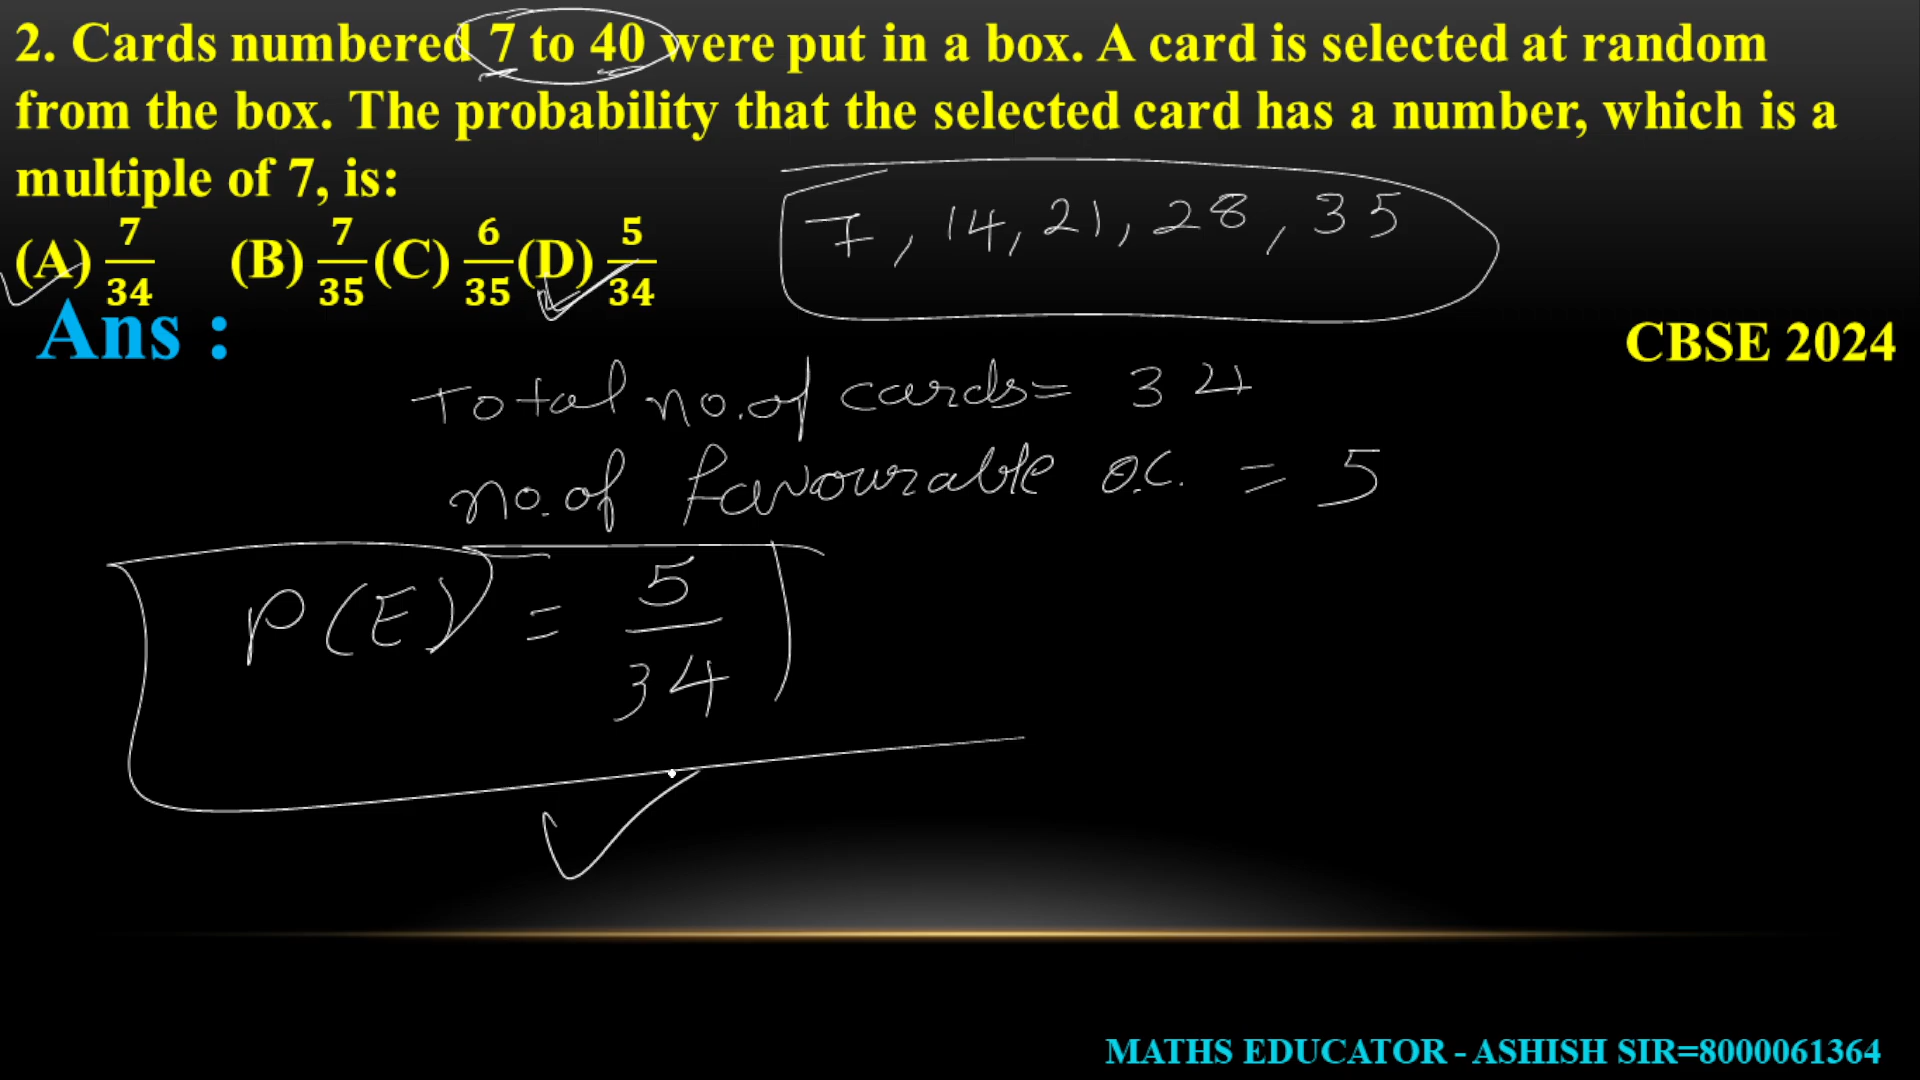 2. Cards numbered 7 to 40 were put in a box. A card is selected at random
from the box. The probability that the selected card has a number, which is a
multiple of 7, is:
(A) 7/34 (B) 7/35 (C) 6/35 (D) 5/34
7, 14, 21, 28, 35
Ans :
CBSE 2024
Total no. of cards = 34
no. of favourable o.c. = 5
P(E) = 5/34
MATHS EDUCATOR - ASHISH SIR=8000061364